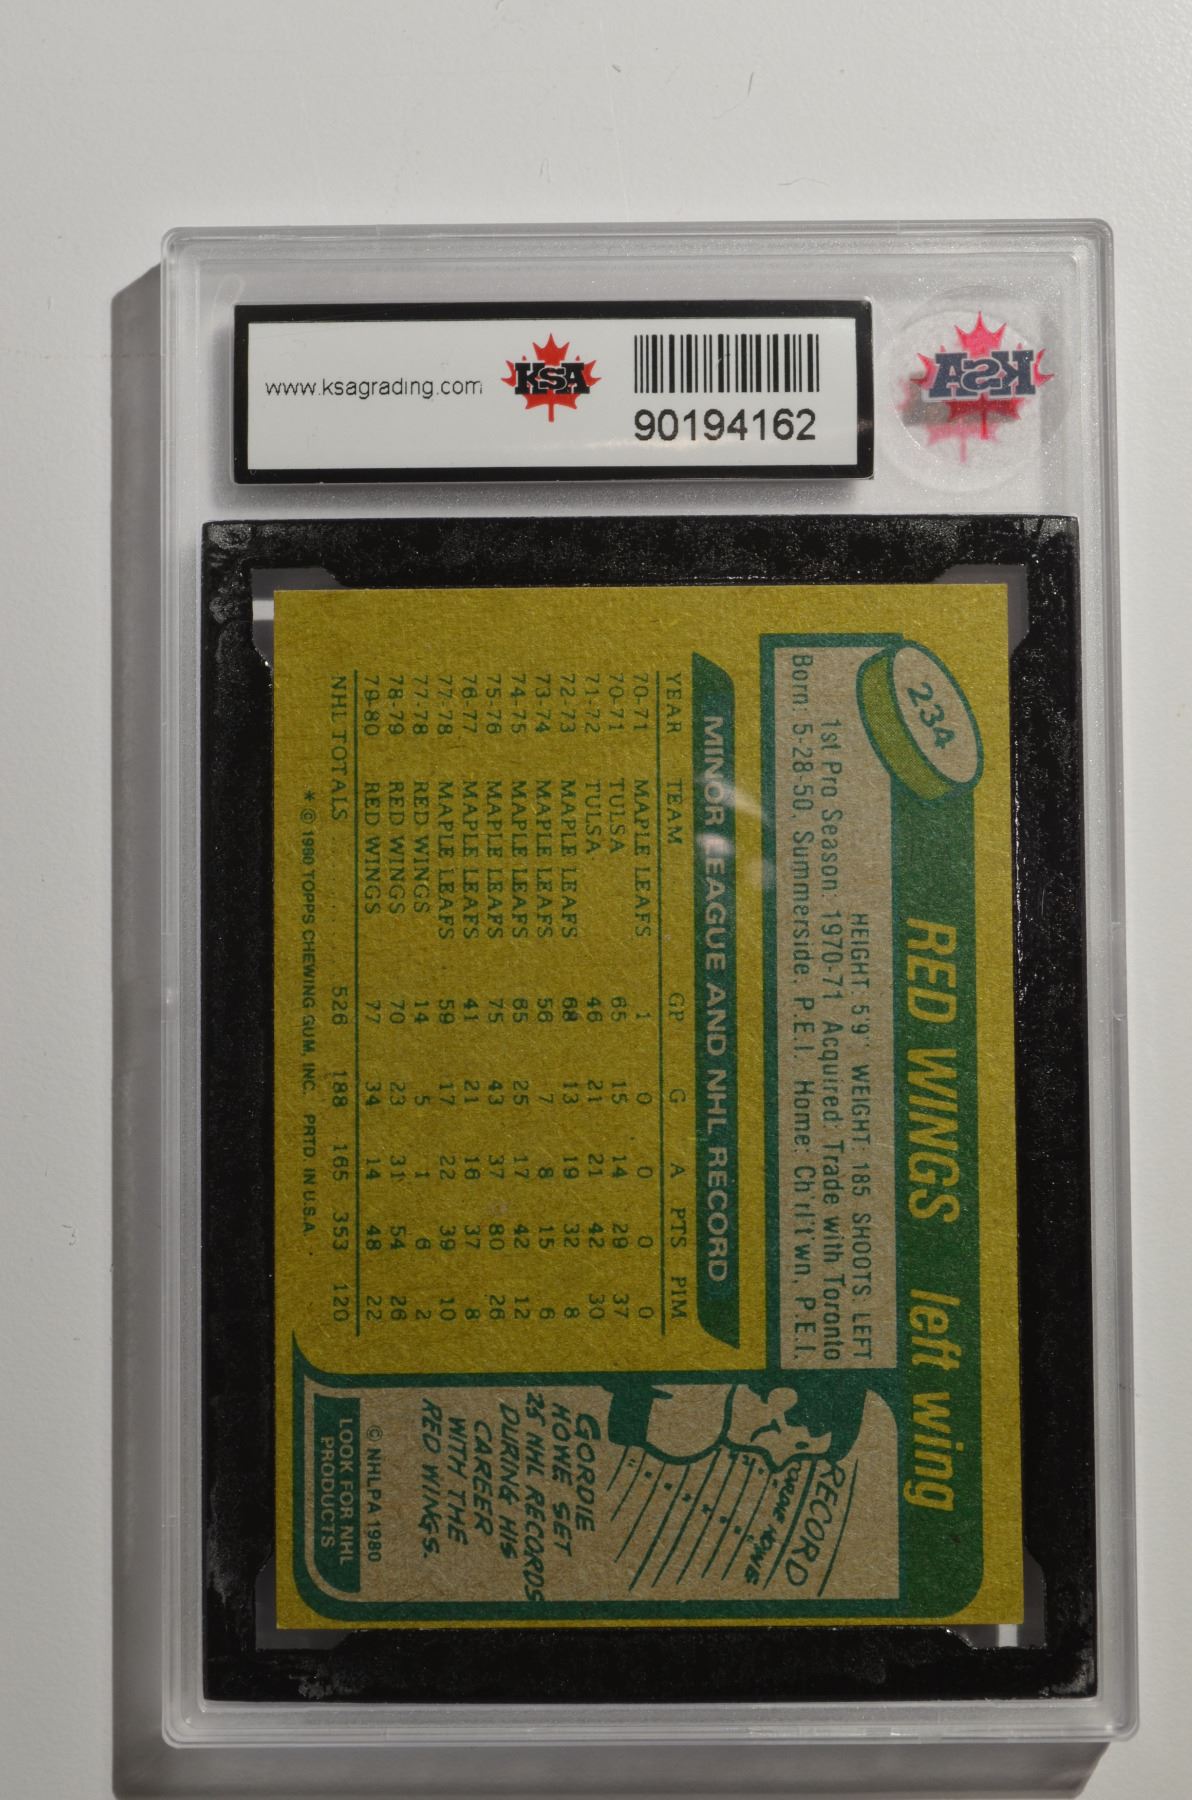 www.ksagrading.com
KSA
90194162
KSA
234
RED WINGS left wing
HEIGHT: 5'9" WEIGHT: 185 SHOOTS: LEFT
1st Pro Season: 1970-71 Acquired: Trade with Toronto
Born: 5-28-50, Summerside, P.E.I. Home: Ch'rl't'wn, P.E.I.
MINOR LEAGUE AND NHL RECORD
YEAR TEAM GP G A PTS PIM
70-71 MAPLE LEAFS 1 0 0 0 0
70-71 TULSA 65 15 14 29 37
71-72 TULSA 46 21 21 42 30
72-73 MAPLE LEAFS 68 13 19 32 8
73-74 MAPLE LEAFS 56 7 8 15 6
74-75 MAPLE LEAFS 65 25 17 42 12
75-76 MAPLE LEAFS 75 43 37 80 26
76-77 MAPLE LEAFS 41 21 16 37 8
77-78 MAPLE LEAFS 59 17 22 39 10
77-78 RED WINGS 14 5 1 6 2
78-79 RED WINGS 70 23 31 54 26
79-80 RED WINGS 77 34 14 48 22
NHL TOTALS 526 188 165 353 120
* © 1980 TOPPS CHEWING GUM, INC. PRTD. IN U.S.A.
RECORD
GORDIE HOWE
GORDIE
HOWE SET
25 NHL RECORDS
DURING HIS
CAREER
WITH THE
RED WINGS.
© NHLPA 1980
LOOK FOR NHL
PRODUCTS